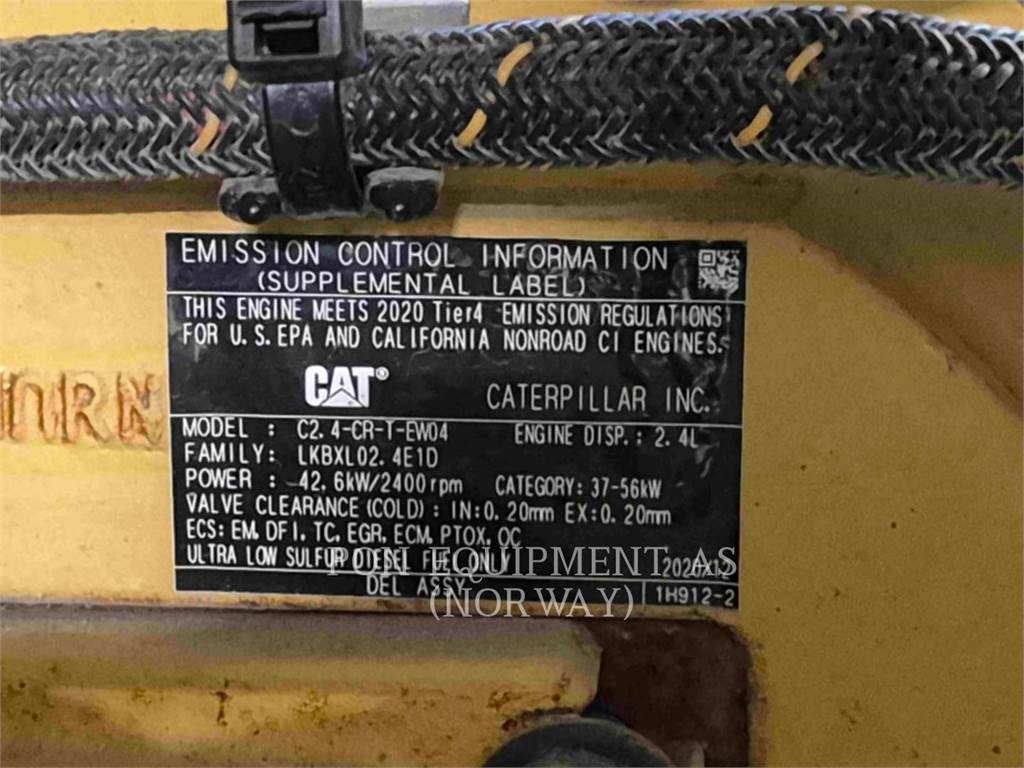 EMISSION CONTROL INFORMATION
(SUPPLEMENTAL LABEL)
THIS ENGINE MEETS 2020 Tier4 EMISSION REGULATIONS
FOR U.S.EPA AND CALIFORNIA NONROAD CI ENGINES.
CAT® CATERPILLAR INC.
MODEL : C2.4-CR-T-EW04 ENGINE DISP.: 2.4L
FAMILY: LKBXL02.4E1D
POWER : 42.6kW/2400rpm CATEGORY: 37-56kW
VALVE CLEARANCE(COLD): IN:0.20mm EX:0.20mm
ECS: EM, DFI, TC, EGR, ECM, PTOX, OC
ULTRA LOW SULFUR DIESEL FUEL ONLY
DEL ASSY 1H912-2
PON EQUIPMENT AS
(NORWAY)